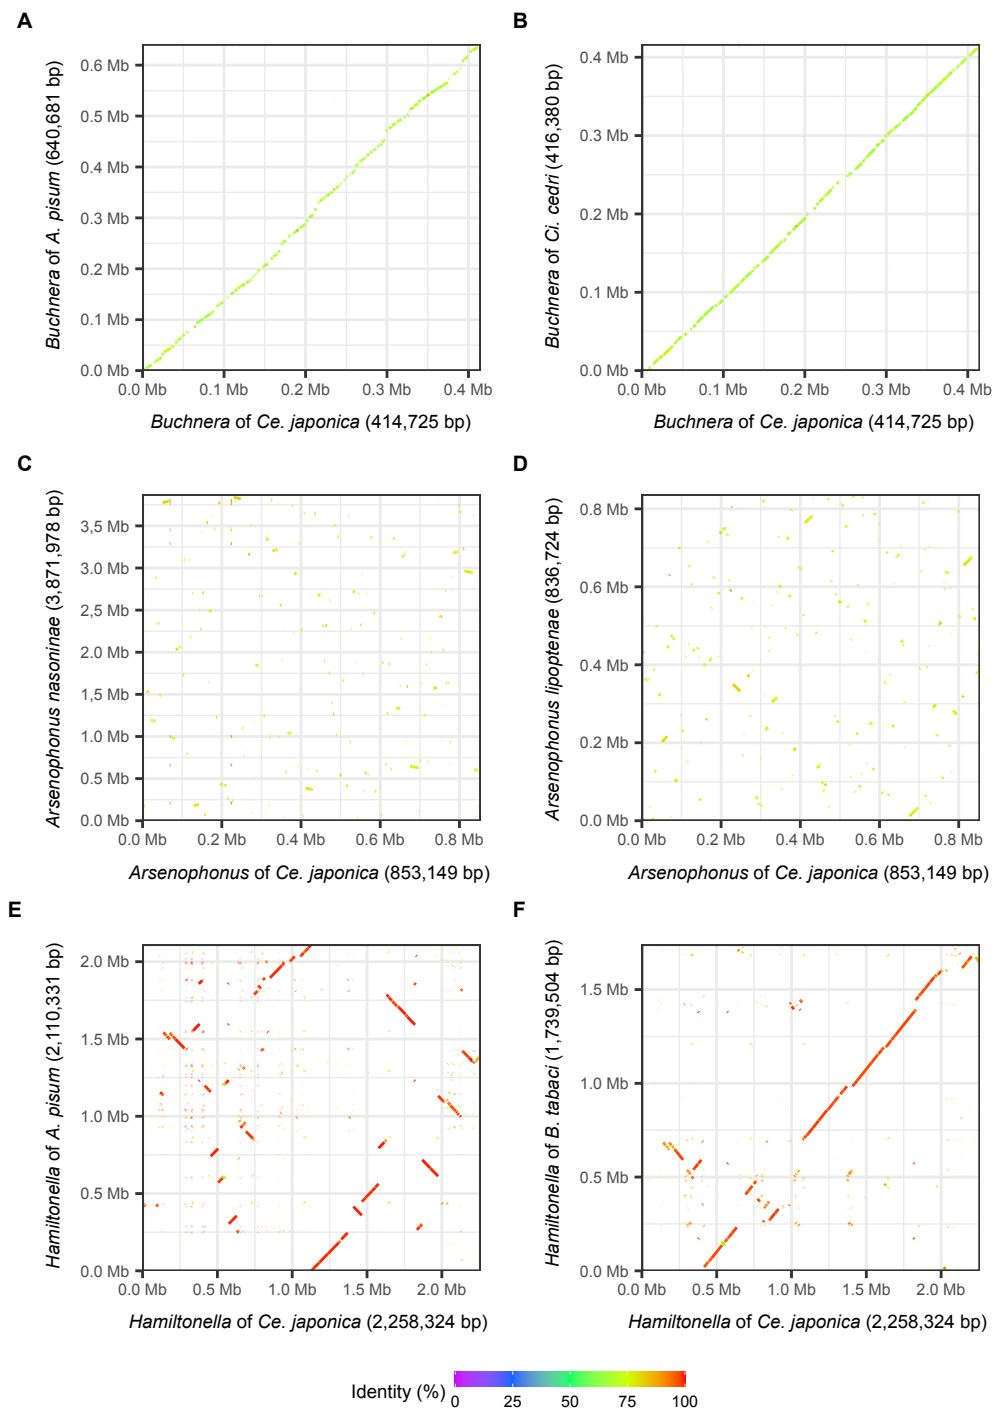 A
Buchnera of A. pisum (640,681 bp)
0.6 Mb
0.5 Mb
0.4 Mb
0.3 Mb
0.2 Mb
0.1 Mb
0.0 Mb
0.0 Mb 0.1 Mb 0.2 Mb 0.3 Mb 0.4 Mb
Buchnera of Ce. japonica (414,725 bp)
B
Buchnera of Ci. cedri (416,380 bp)
0.4 Mb
0.3 Mb
0.2 Mb
0.1 Mb
0.0 Mb
0.0 Mb 0.1 Mb 0.2 Mb 0.3 Mb 0.4 Mb
Buchnera of Ce. japonica (414,725 bp)
C
Arsenophonus nasoninae (3,871,978 bp)
3,5 Mb
3.0 Mb
2.5 Mb
2.0 Mb
1.5 Mb
1.0 Mb
0.5 Mb
0.0 Mb
0.0 Mb 0.2 Mb 0.4 Mb 0.6 Mb 0.8 Mb
Arsenophonus of Ce. japonica (853,149 bp)
D
Arsenophonus lipoptenae (836,724 bp)
0.8 Mb
0.6 Mb
0.4 Mb
0.2 Mb
0.0 Mb
0.0 Mb 0.2 Mb 0.4 Mb 0.6 Mb 0.8 Mb
Arsenophonus of Ce. japonica (853,149 bp)
E
Hamiltonella of A. pisum (2,110,331 bp)
2.0 Mb
1.5 Mb
1.0 Mb
0.5 Mb
0.0 Mb
0.0 Mb 0.5 Mb 1.0 Mb 1.5 Mb 2.0 Mb
Hamiltonella of Ce. japonica (2,258,324 bp)
F
Hamiltonella of B. tabaci (1,739,504 bp)
1.5 Mb
1.0 Mb
0.5 Mb
0.0 Mb
0.0 Mb 0.5 Mb 1.0 Mb 1.5 Mb 2.0 Mb
Hamiltonella of Ce. japonica (2,258,324 bp)
Identity (%)
0 25 50 75 100